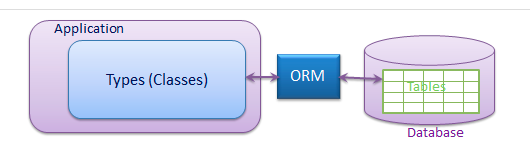 Application
Types (Classes)
ORM
Tables
Database